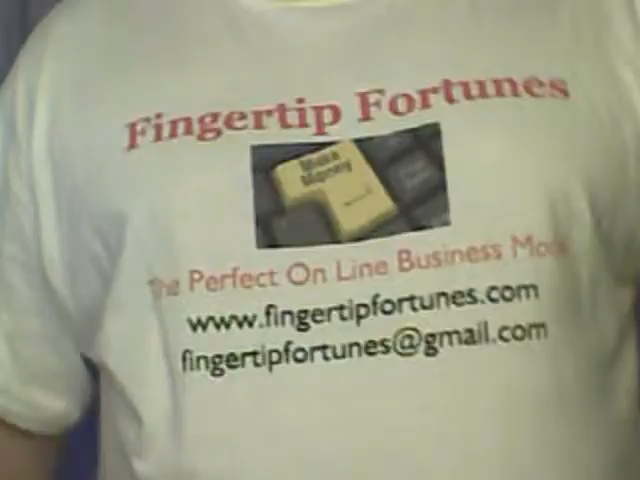 Fingertip Fortunes
Make
Money
The Perfect On Line Business
www.fingertipfortunes.com
fingertipfortunes@gmail.com